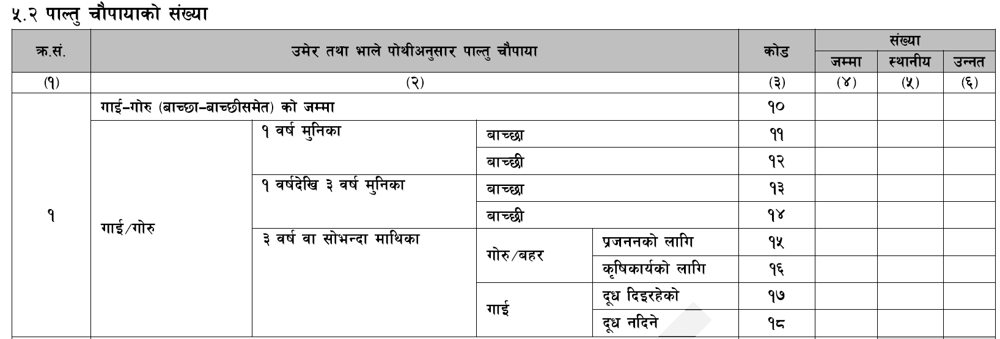 ५.२ पाल्तु चौपायाको संख्या
क्र.सं. उमेर तथा भाले पोथीअनुसार पाल्तु चौपाया कोड संख्या
जम्मा स्थानीय उन्नत
(१) (२) (३) (४) (५) (६)
१
गाई-गोरु (बाच्छा-बाच्छीसमेत) को जम्मा १०
गाई/गोरु
१ वर्ष मुनिका बाच्छा ११
बाच्छी १२
१ वर्षदेखि ३ वर्ष मुनिका बाच्छा १३
बाच्छी १४
३ वर्ष वा सोभन्दा माथिका गोरु/बहर प्रजननको लागि १५
कृषिकार्यको लागि १६
गाई दूध दिइरहेको १७
दूध नदिने १८